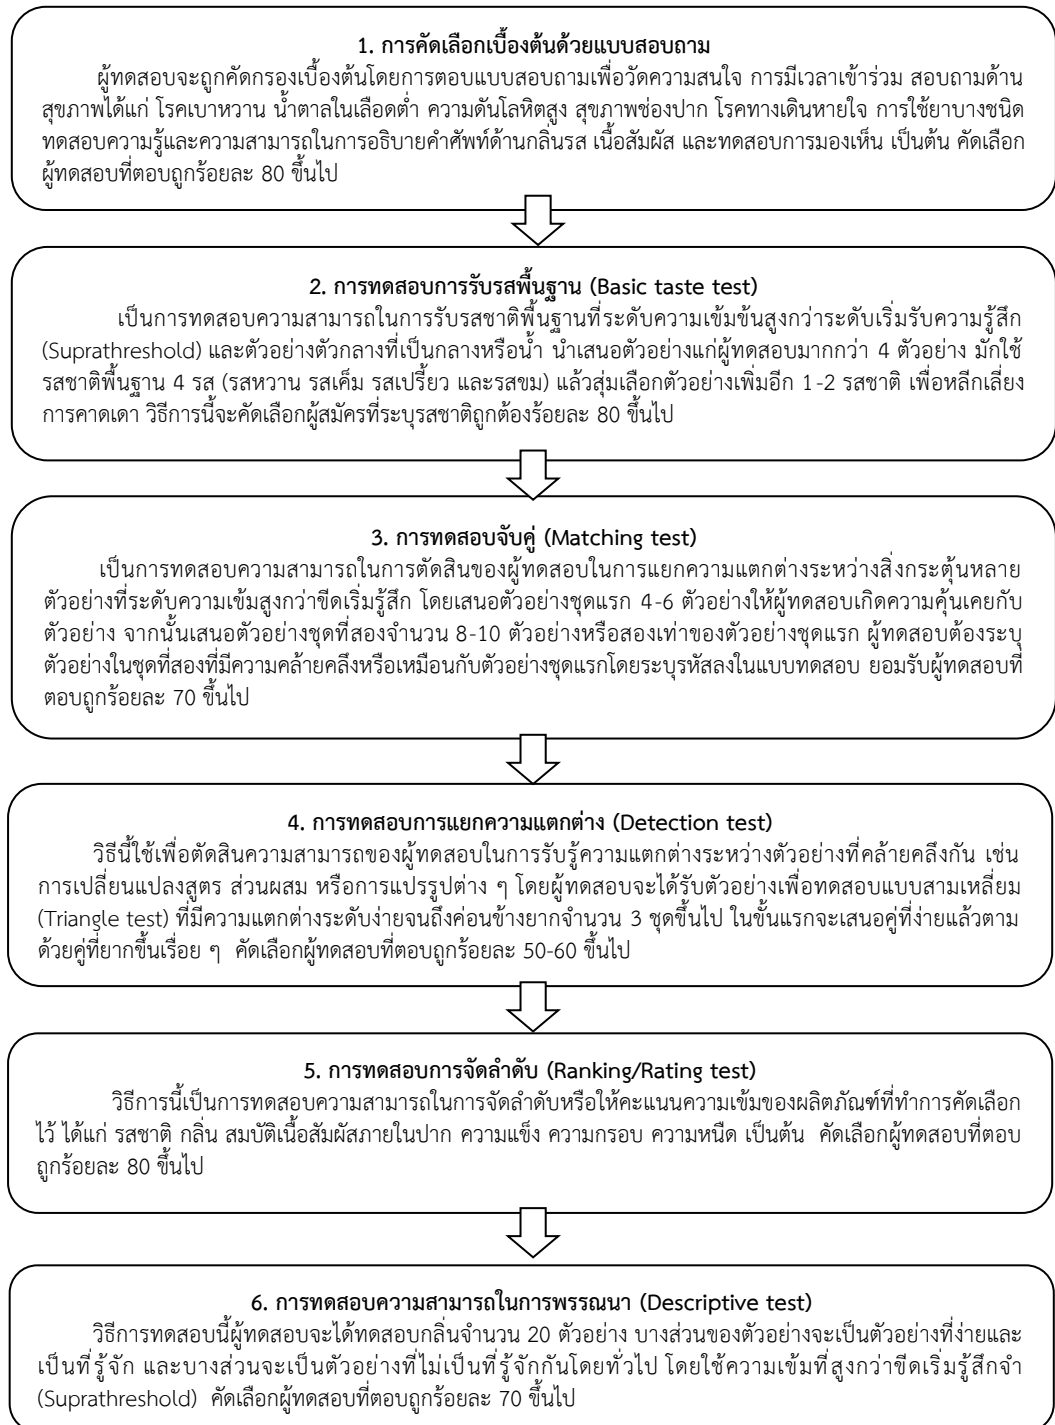 1. การคัดเลือกเบื้องต้นด้วยแบบสอบถาม
ผู้ทดสอบจะถูกคัดกรองเบื้องต้นโดยการตอบแบบสอบถามเพื่อวัดความสนใจ การมีเวลาเข้าร่วม สอบถามด้าน
สุขภาพได้แก่ โรคเบาหวาน น้ำตาลในเลือดต่ำ ความดันโลหิตสูง สุขภาพช่องปาก โรคทางเดินหายใจ การใช้ยาบางชนิด
ทดสอบความรู้และความสามารถในการอธิบายคำศัพท์ด้านกลิ่นรส เนื้อสัมผัส และทดสอบการมองเห็น เป็นต้น คัดเลือก
ผู้ทดสอบที่ตอบถูกร้อยละ 80 ขึ้นไป
2. การทดสอบการรับรสพื้นฐาน (Basic taste test)
เป็นการทดสอบความสามารถในการรับรสชาติพื้นฐานที่ระดับความเข้มข้นสูงกว่าระดับเริ่มรับความรู้สึก
(Suprathreshold) และตัวอย่างตัวกลางที่เป็นกลางหรือน้ำ นำเสนอตัวอย่างแก่ผู้ทดสอบมากกว่า 4 ตัวอย่าง มักใช้
รสชาติพื้นฐาน 4 รส (รสหวาน รสเค็ม รสเปรี้ยว และรสขม) แล้วสุ่มเลือกตัวอย่างเพิ่มอีก 1-2 รสชาติ เพื่อหลีกเลี่ยง
การคาดเดา วิธีการนี้จะคัดเลือกผู้สมัครที่ระบุรสชาติถูกต้องร้อยละ 80 ขึ้นไป
3. การทดสอบจับคู่ (Matching test)
เป็นการทดสอบความสามารถในการตัดสินของผู้ทดสอบในการแยกความแตกต่างระหว่างสิ่งกระตุ้นหลาย
ตัวอย่างที่ระดับความเข้มสูงกว่าขีดเริ่มรู้สึก โดยเสนอตัวอย่างชุดแรก 4-6 ตัวอย่างให้ผู้ทดสอบเกิดความคุ้นเคยกับ
ตัวอย่าง จากนั้นเสนอตัวอย่างชุดที่สองจำนวน 8-10 ตัวอย่างหรือสองเท่าของตัวอย่างชุดแรก ผู้ทดสอบต้องระบุ
ตัวอย่างในชุดที่สองที่มีความคล้ายคลึงหรือเหมือนกับตัวอย่างชุดแรกโดยระบุรหัสลงในแบบทดสอบ ยอมรับผู้ทดสอบที่
ตอบถูกร้อยละ 70 ขึ้นไป
4. การทดสอบการแยกความแตกต่าง (Detection test)
วิธีนี้ใช้เพื่อตัดสินความสามารถของผู้ทดสอบในการรับรู้ความแตกต่างระหว่างตัวอย่างที่คล้ายคลึงกัน เช่น
การเปลี่ยนแปลงสูตร ส่วนผสม หรือการแปรรูปต่าง ๆ โดยผู้ทดสอบจะได้รับตัวอย่างเพื่อทดสอบแบบสามเหลี่ยม
(Triangle test) ที่มีความแตกต่างระดับง่ายจนถึงค่อนข้างยากจำนวน 3 ชุดขึ้นไป ในขั้นแรกจะเสนอคู่ที่ง่ายแล้วตาม
ด้วยคู่ที่ยากขึ้นเรื่อย ๆ คัดเลือกผู้ทดสอบที่ตอบถูกร้อยละ 50-60 ขึ้นไป
5. การทดสอบการจัดลำดับ (Ranking/Rating test)
วิธีการนี้เป็นการทดสอบความสามารถในการจัดลำดับหรือให้คะแนนความเข้มของผลิตภัณฑ์ที่ทำการคัดเลือก
ไว้ ได้แก่ รสชาติ กลิ่น สมบัติเนื้อสัมผัสภายในปาก ความแข็ง ความกรอบ ความหนืด เป็นต้น คัดเลือกผู้ทดสอบที่ตอบ
ถูกร้อยละ 80 ขึ้นไป
6. การทดสอบความสามารถในการพรรณนา (Descriptive test)
วิธีการทดสอบนี้ผู้ทดสอบจะได้ทดสอบกลิ่นจำนวน 20 ตัวอย่าง บางส่วนของตัวอย่างจะเป็นตัวอย่างที่ง่ายและ
เป็นที่รู้จัก และบางส่วนจะเป็นตัวอย่างที่ไม่เป็นที่รู้จักกันโดยทั่วไป โดยใช้ความเข้มที่สูงกว่าขีดเริ่มรู้สึกจำ
(Suprathreshold) คัดเลือกผู้ทดสอบที่ตอบถูกร้อยละ 70 ขึ้นไป